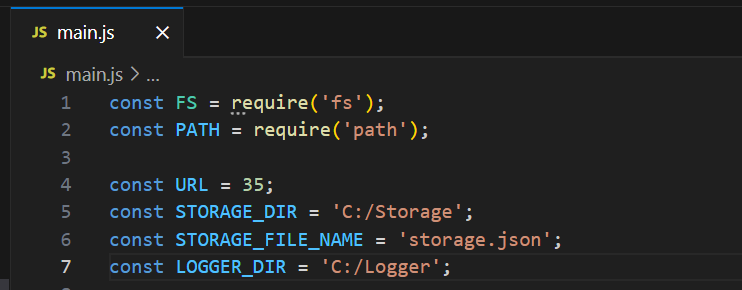 JS main.js ×
JS main.js > ...
1 const FS = require('fs');
2 const PATH = require('path');
3
4 const URL = 35;
5 const STORAGE_DIR = 'C:/Storage';
6 const STORAGE_FILE_NAME = 'storage.json';
7 const LOGGER_DIR = 'C:/Logger';